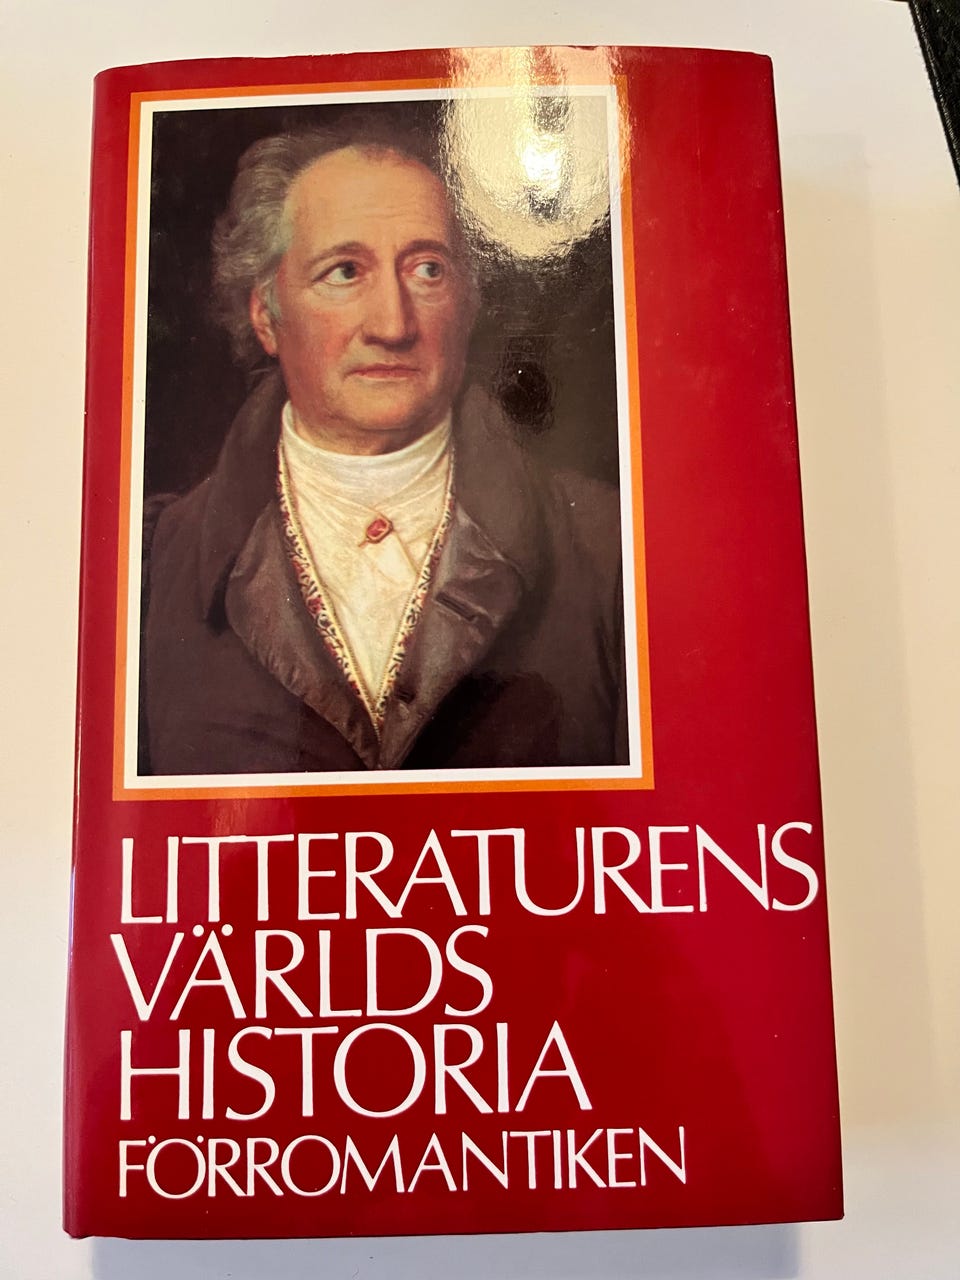 LITTERATURENS
VÄRLDS
HISTORIA
FÖRROMANTIKEN